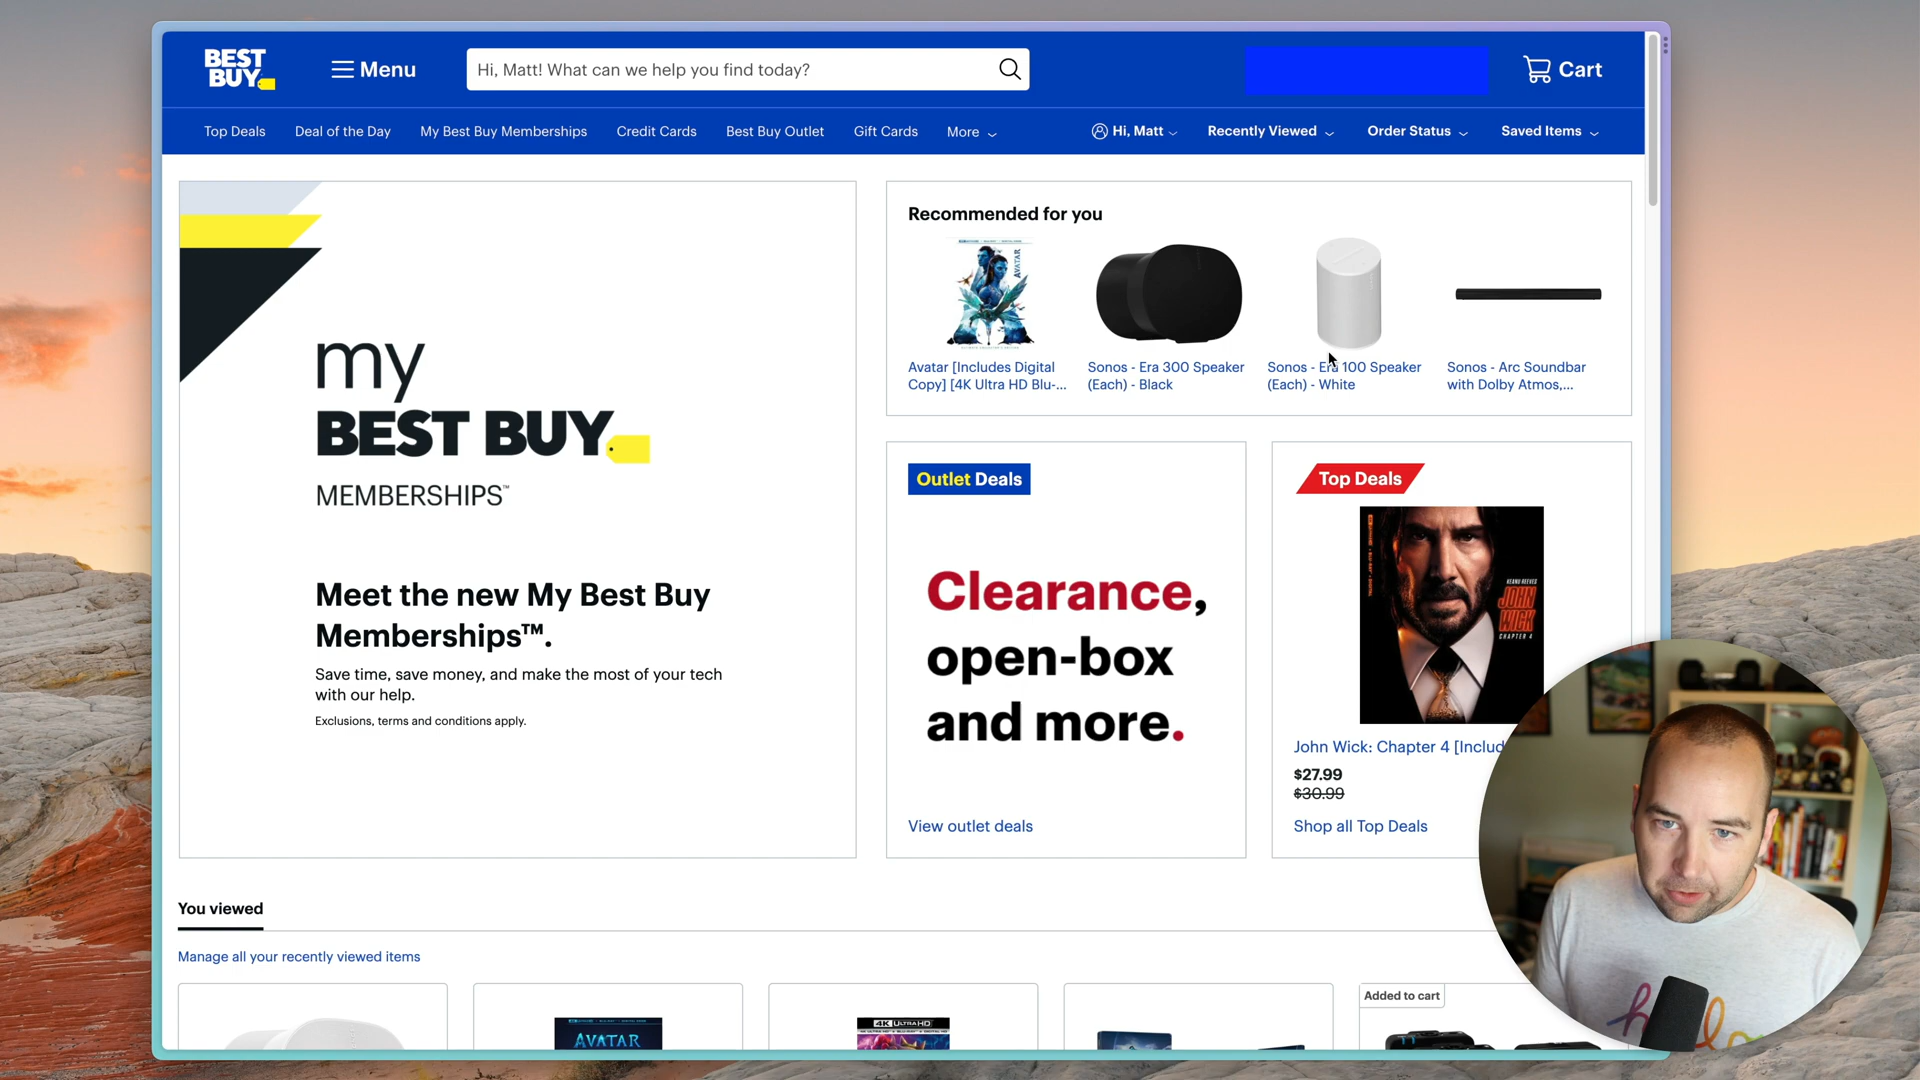 BEST
BUY
Menu
Hi, Matt! What can we help you find today?
Cart
Top Deals
Deal of the Day
My Best Buy Memberships
Credit Cards
Best Buy Outlet
Gift Cards
More
Hi, Matt
Recently Viewed
Order Status
Saved Items
my
BEST BUY
MEMBERSHIPS™
Meet the new My Best Buy
Memberships™.
Save time, save money, and make the most of your tech
with our help.
Exclusions, terms and conditions apply.
Recommended for you
AVATAR
Avatar [Includes Digital
Copy] [4K Ultra HD Blu-...
Sonos - Era 300 Speaker
(Each) - Black
Sonos - Era 100 Speaker
(Each) - White
Sonos - Arc Soundbar
with Dolby Atmos,...
Outlet Deals
Clearance,
open-box
and more.
View outlet deals
Top Deals
KEANU REEVES
JOHN
WICK
CHAPTER 4
John Wick: Chapter 4 [Includ
$27.99
$30.99
Shop all Top Deals
You viewed
Manage all your recently viewed items
AVATAR
4K ULTRA HD
Added to cart